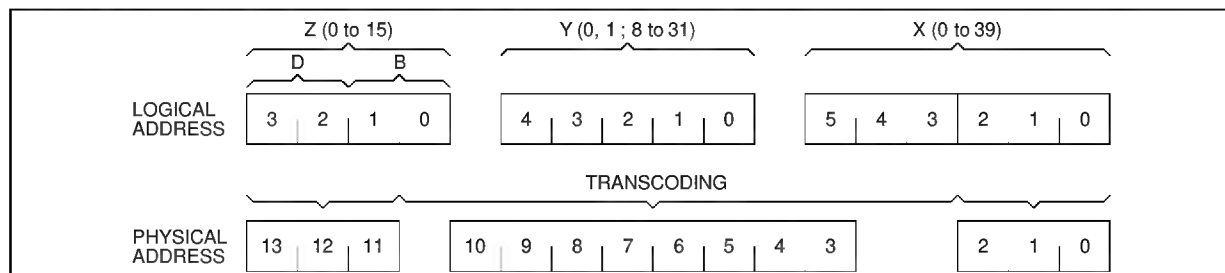 Z (0 to 15) Y (0, 1 ; 8 to 31) X (0 to 39)
D B
LOGICAL
ADDRESS
3 2 1 0 4 3 2 1 0 5 4 3 2 1 0
TRANSCODING
PHYSICAL
ADDRESS
13 12 11 10 9 8 7 6 5 4 3 2 1 0